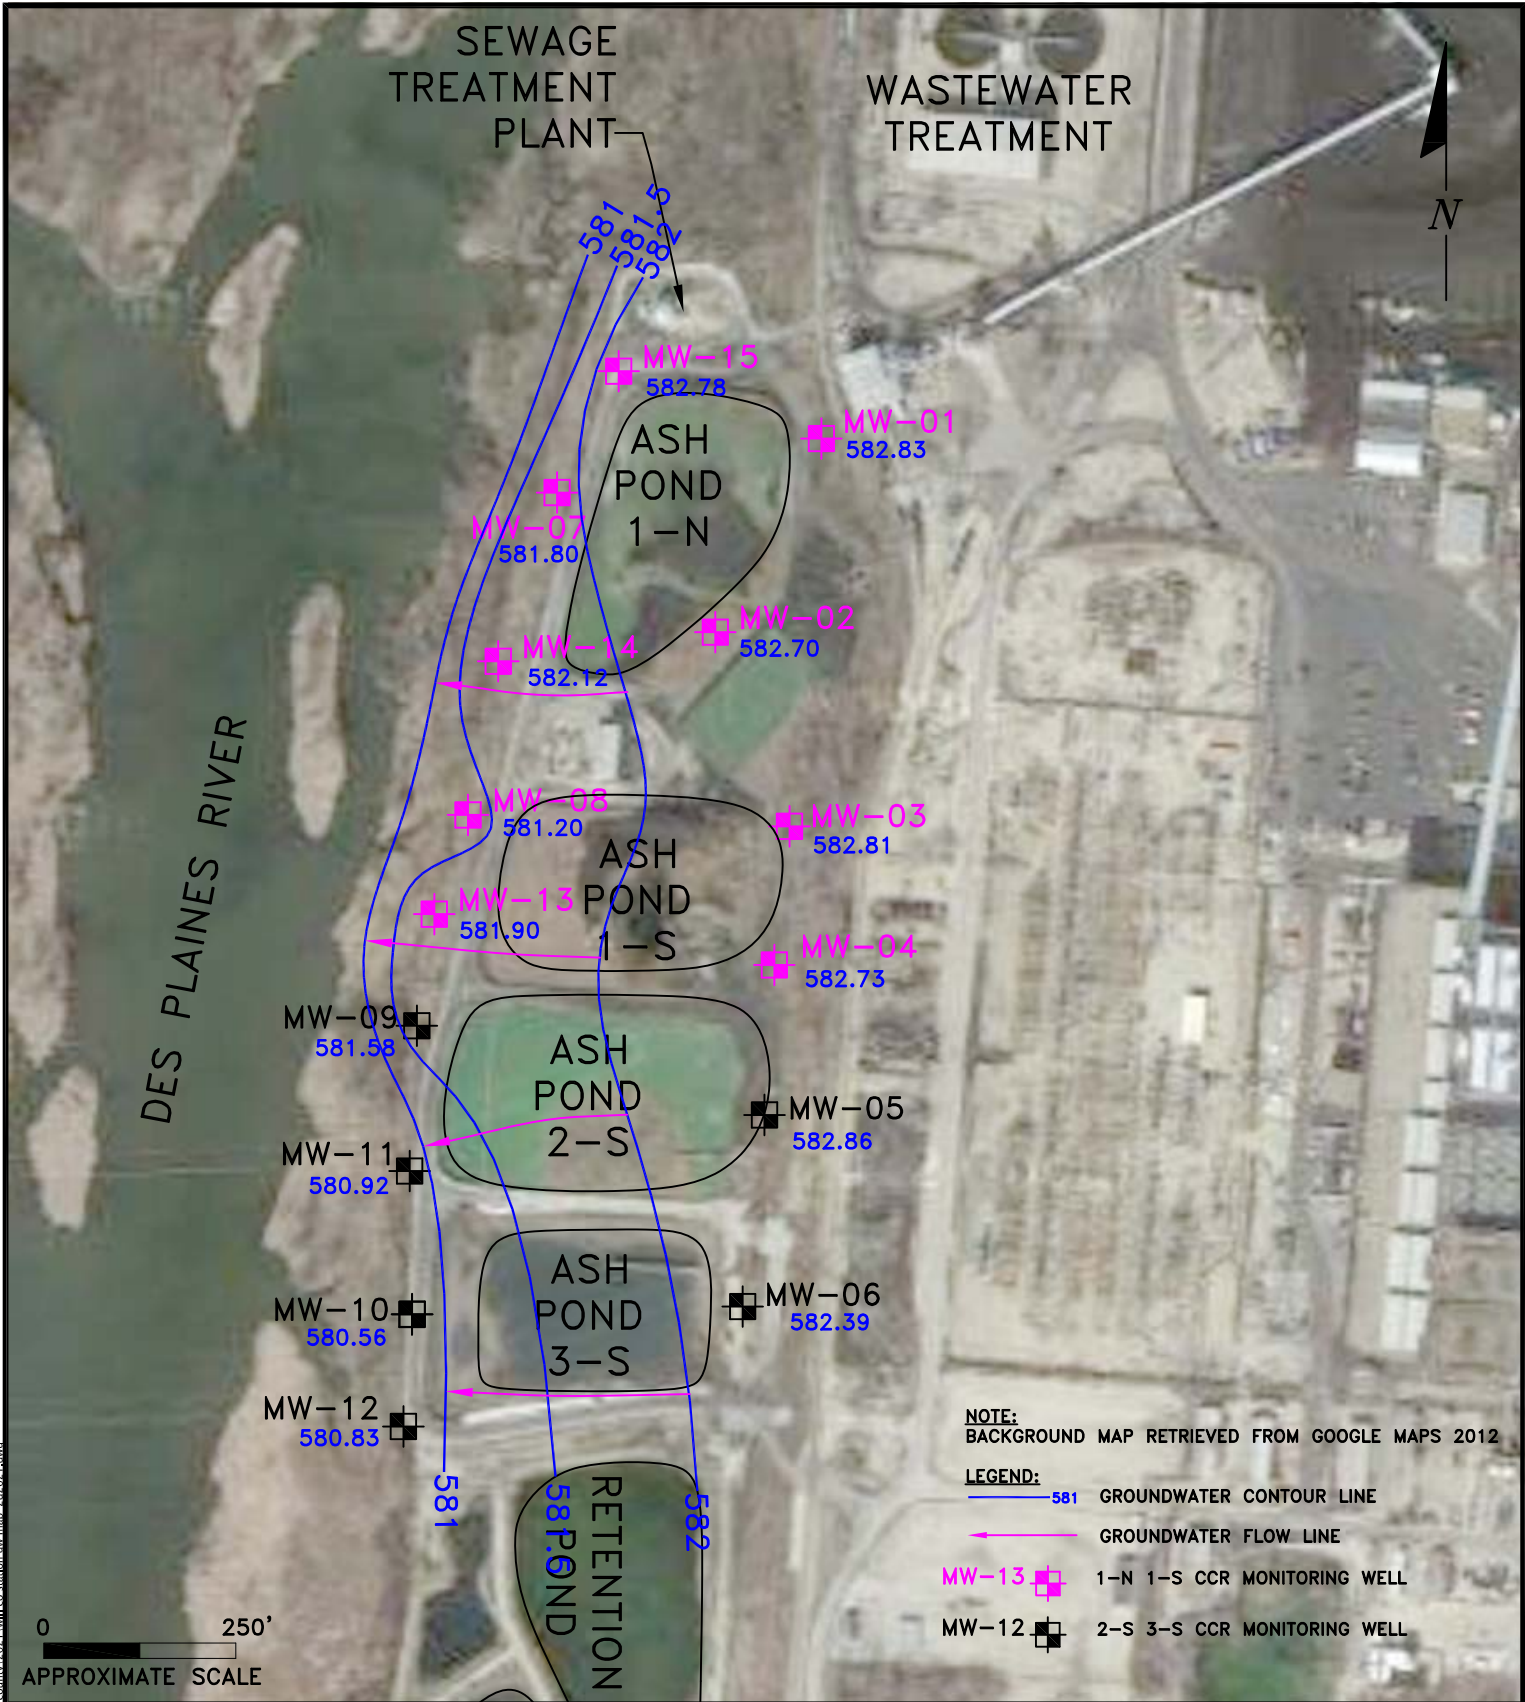 SEWAGE
TREATMENT
PLANT
WASTEWATER
TREATMENT
N
581
581.5
582
MW-15
582.78
MW-01
582.83
ASH
POND
1-N
MW-07
581.80
MW-02
582.70
MW-14
582.12
DES PLAINES RIVER
MW-08
581.20
MW-03
582.81
ASH
POND
1-S
MW-13
581.90
MW-04
582.73
MW-09
581.58
ASH
POND
2-S
MW-05
582.86
MW-11
580.92
ASH
POND
3-S
MW-10
580.56
MW-06
582.39
MW-12
580.83
581
581.5
582
RETENTION
POND
NOTE:
BACKGROUND MAP RETRIEVED FROM GOOGLE MAPS 2012
LEGEND:
581 GROUNDWATER CONTOUR LINE
GROUNDWATER FLOW LINE
MW-13 1-N 1-S CCR MONITORING WELL
MW-12 2-S 3-S CCR MONITORING WELL
0 250'
APPROXIMATE SCALE